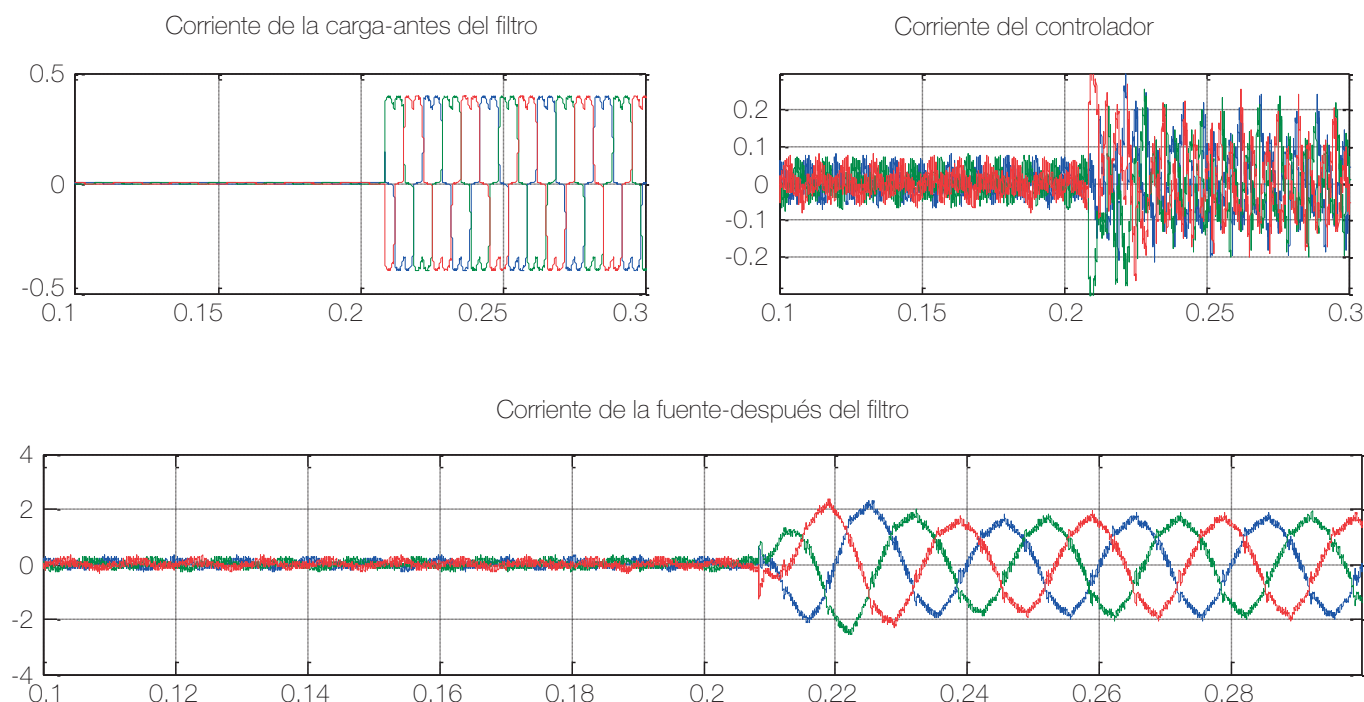 Corriente de la carga-antes del filtro
0.5
0
-0.5
0.1 0.15 0.2 0.25 0.3
Corriente del controlador
0.2
0.1
0
-0.1
-0.2
0.1 0.15 0.2 0.25 0.3
Corriente de la fuente-después del filtro
4
2
0
-2
-4
0.1 0.12 0.14 0.16 0.18 0.2 0.22 0.24 0.26 0.28